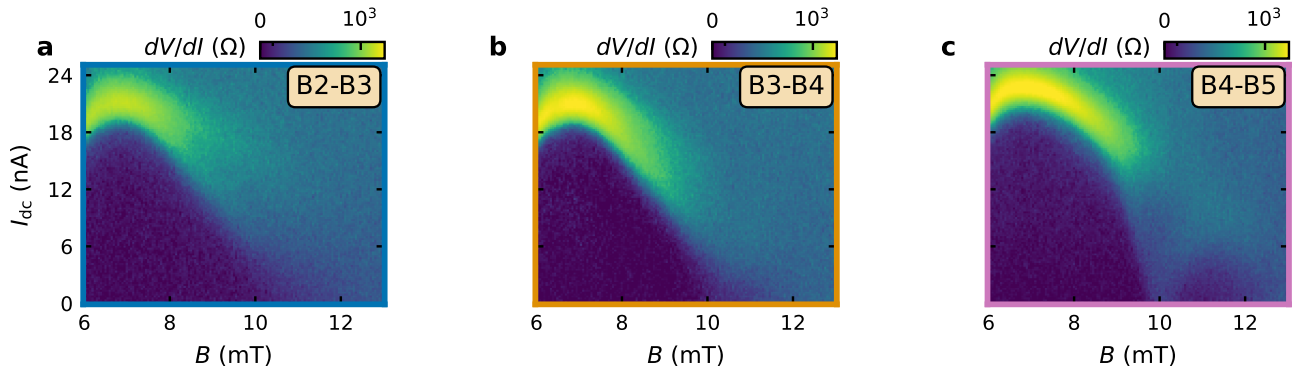 a
dV/dI (Ω)
0 10³
B2-B3
I_dc (nA)
24
18
12
6
0
6 8 10 12
B (mT)
b
dV/dI (Ω)
0 10³
B3-B4
6 8 10 12
B (mT)
c
dV/dI (Ω)
0 10³
B4-B5
6 8 10 12
B (mT)